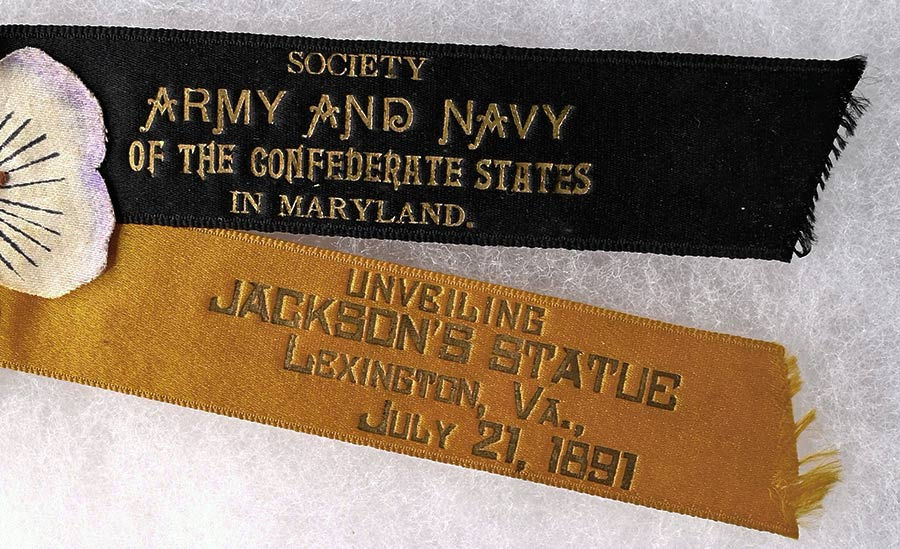 SOCIETY
ARMY AND NAVY
OF THE CONFEDERATE STATES
IN MARYLAND.
UNVEILING
JACKSON'S STATUE
LEXINGTON, VA.,
JULY 21, 1891